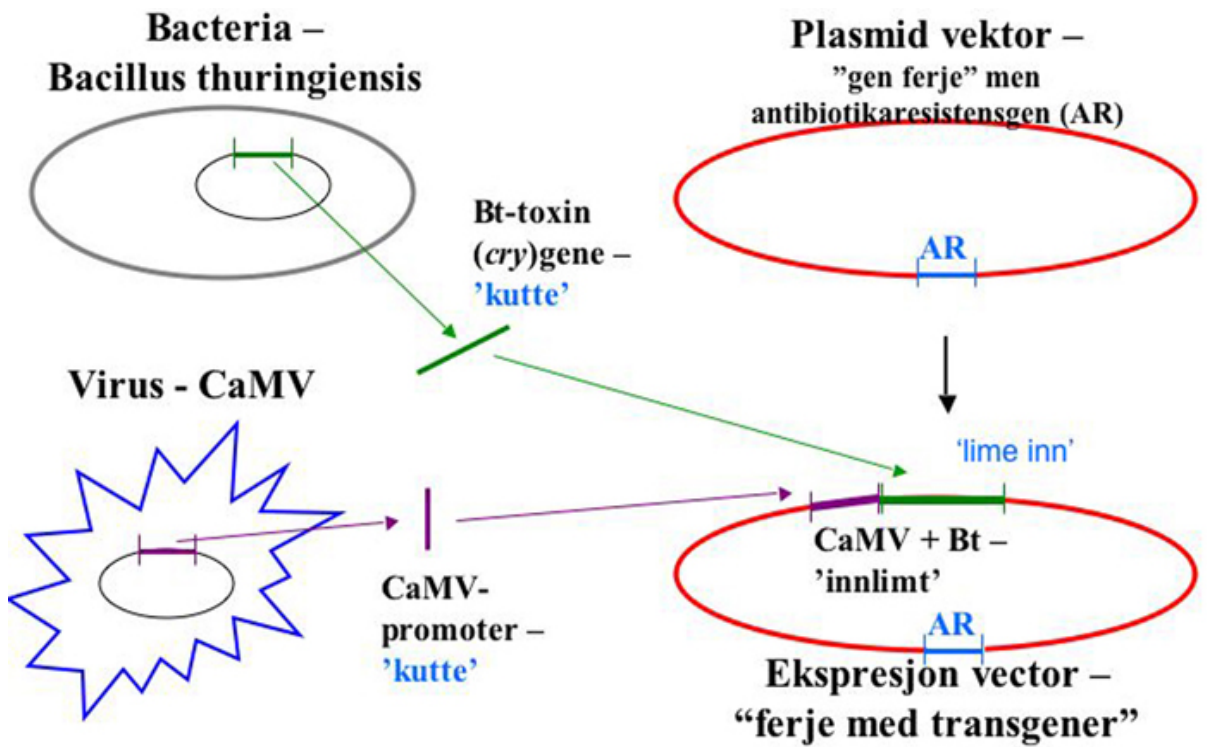 Bacteria –
Bacillus thuringiensis
Plasmid vektor –
”gen ferje” men
antibiotikaresistensgen (AR)
Bt-toxin
(cry)gene –
’kutte’
AR
Virus - CaMV
‘lime inn’
CaMV-
promoter –
’kutte’
CaMV + Bt –
’innlimt’
AR
Ekspresjon vector –
“ferje med transgener”